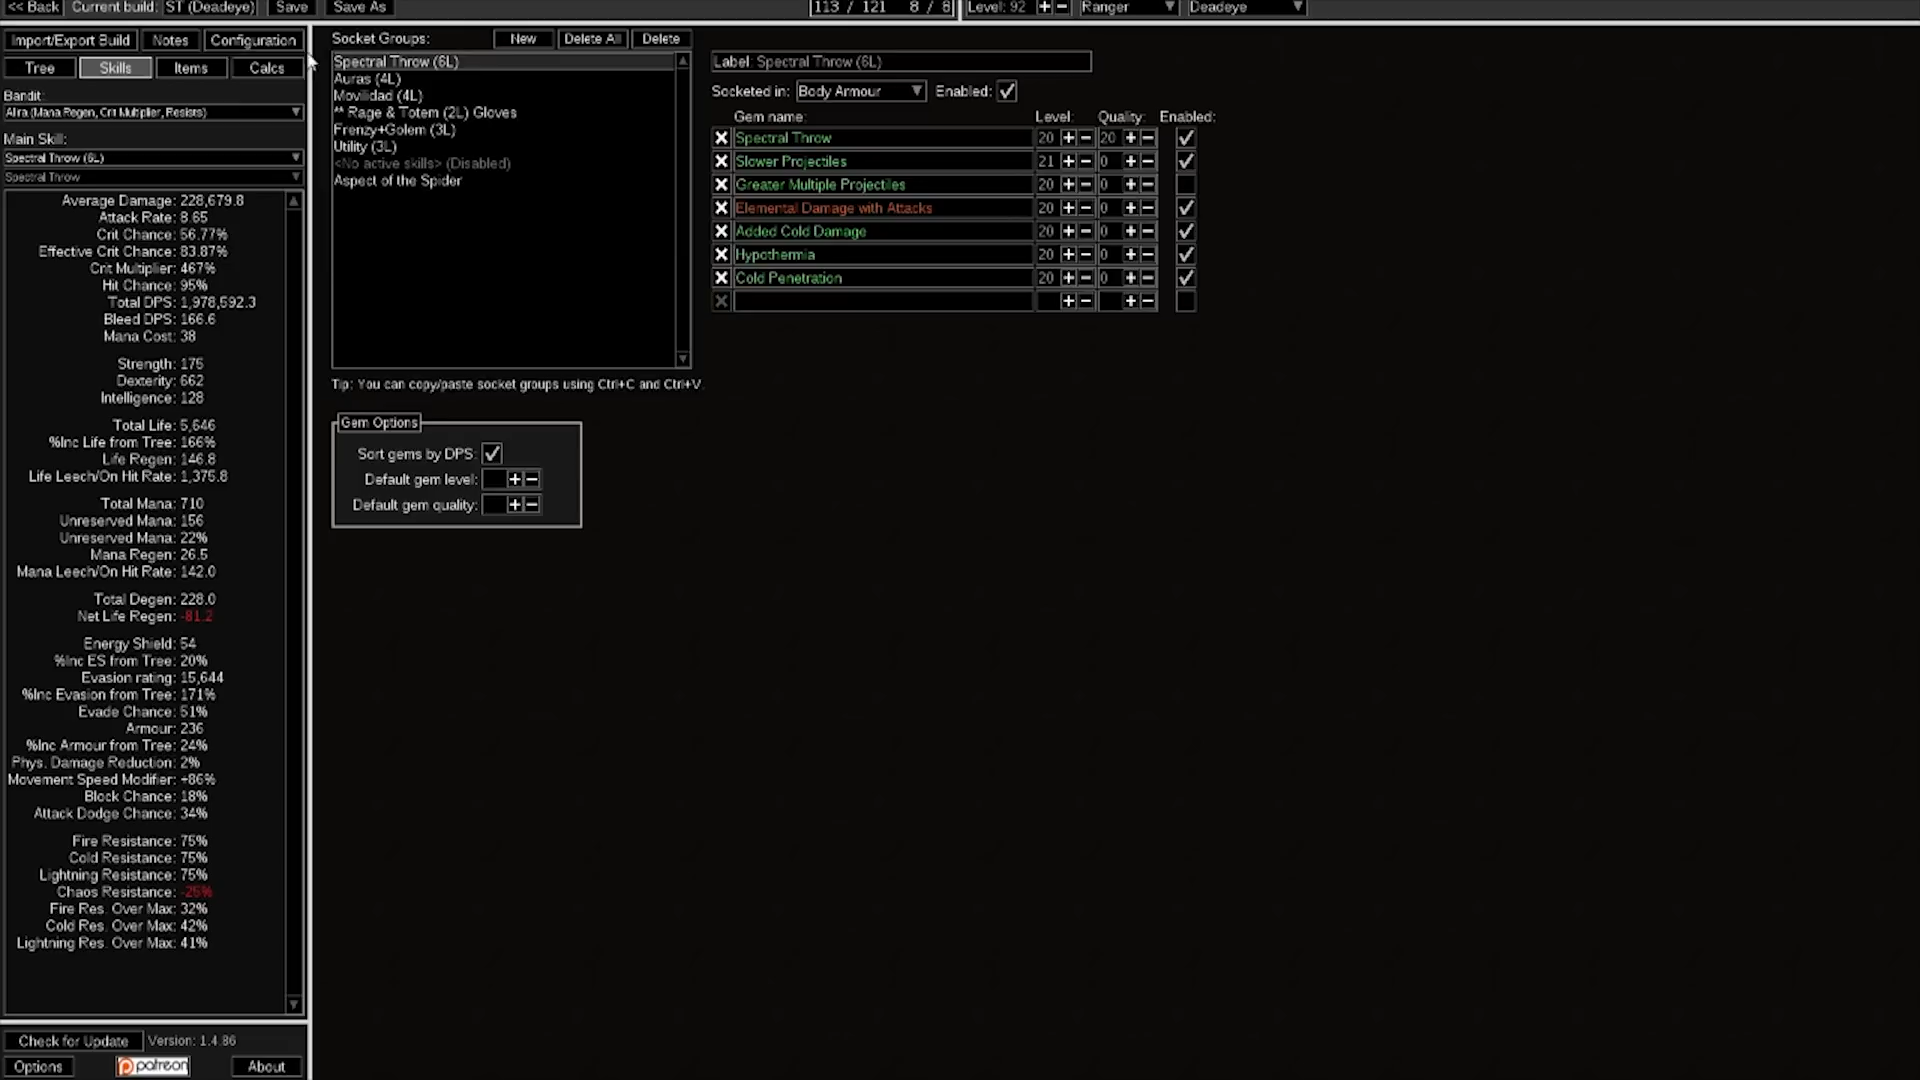 << Back Current build: ST (Deadeye) Save Save As 113 / 121 8 / 8 Level: 92 + − Ranger Deadeye
Import/Export Build Notes Configuration
Tree Skills Items Calcs
Bandit:
Alira (Mana Regen, Crit Multiplier, Resists)
Main Skill:
Spectral Throw (6L)
Spectral Throw
Average Damage: 228,679.8
Attack Rate: 8.65
Crit Chance: 56.77%
Effective Crit Chance: 83.87%
Crit Multiplier: 467%
Hit Chance: 95%
Total DPS: 1,978,592.3
Bleed DPS: 166.6
Mana Cost: 38
Strength: 175
Dexterity: 662
Intelligence: 128
Total Life: 5,646
%Inc Life from Tree: 166%
Life Regen: 146.8
Life Leech/On Hit Rate: 1,375.8
Total Mana: 710
Unreserved Mana: 156
Unreserved Mana: 22%
Mana Regen: 26.5
Mana Leech/On Hit Rate: 142.0
Total Degen: 228.0
Net Life Regen: -81.2
Energy Shield: 54
%Inc ES from Tree: 20%
Evasion rating: 15,644
%Inc Evasion from Tree: 171%
Evade Chance: 51%
Armour: 236
%Inc Armour from Tree: 24%
Phys. Damage Reduction: 2%
Movement Speed Modifier: +86%
Block Chance: 18%
Attack Dodge Chance: 34%
Fire Resistance: 75%
Cold Resistance: 75%
Lightning Resistance: 75%
Chaos Resistance: -25%
Fire Res. Over Max: 32%
Cold Res. Over Max: 42%
Lightning Res. Over Max: 41%
Check for Update Version: 1.4.86
Options patreon About
Socket Groups: New Delete All Delete
Spectral Throw (6L)
Auras (4L)
Movilidad (4L)
** Rage & Totem (2L) Gloves
Frenzy+Golem (3L)
Utility (3L)
<No active skills> (Disabled)
Aspect of the Spider
Tip: You can copy/paste socket groups using Ctrl+C and Ctrl+V.
Gem Options
Sort gems by DPS:
Default gem level: + −
Default gem quality: + −
Label: Spectral Throw (6L)
Socketed in: Body Armour Enabled:
Gem name: Level: Quality: Enabled:
Spectral Throw 20 + − 20 + −
Slower Projectiles 21 + − 0 + −
Greater Multiple Projectiles 20 + − 0 + −
Elemental Damage with Attacks 20 + − 0 + −
Added Cold Damage 20 + − 0 + −
Hypothermia 20 + − 0 + −
Cold Penetration 20 + − 0 + −
+ − + −